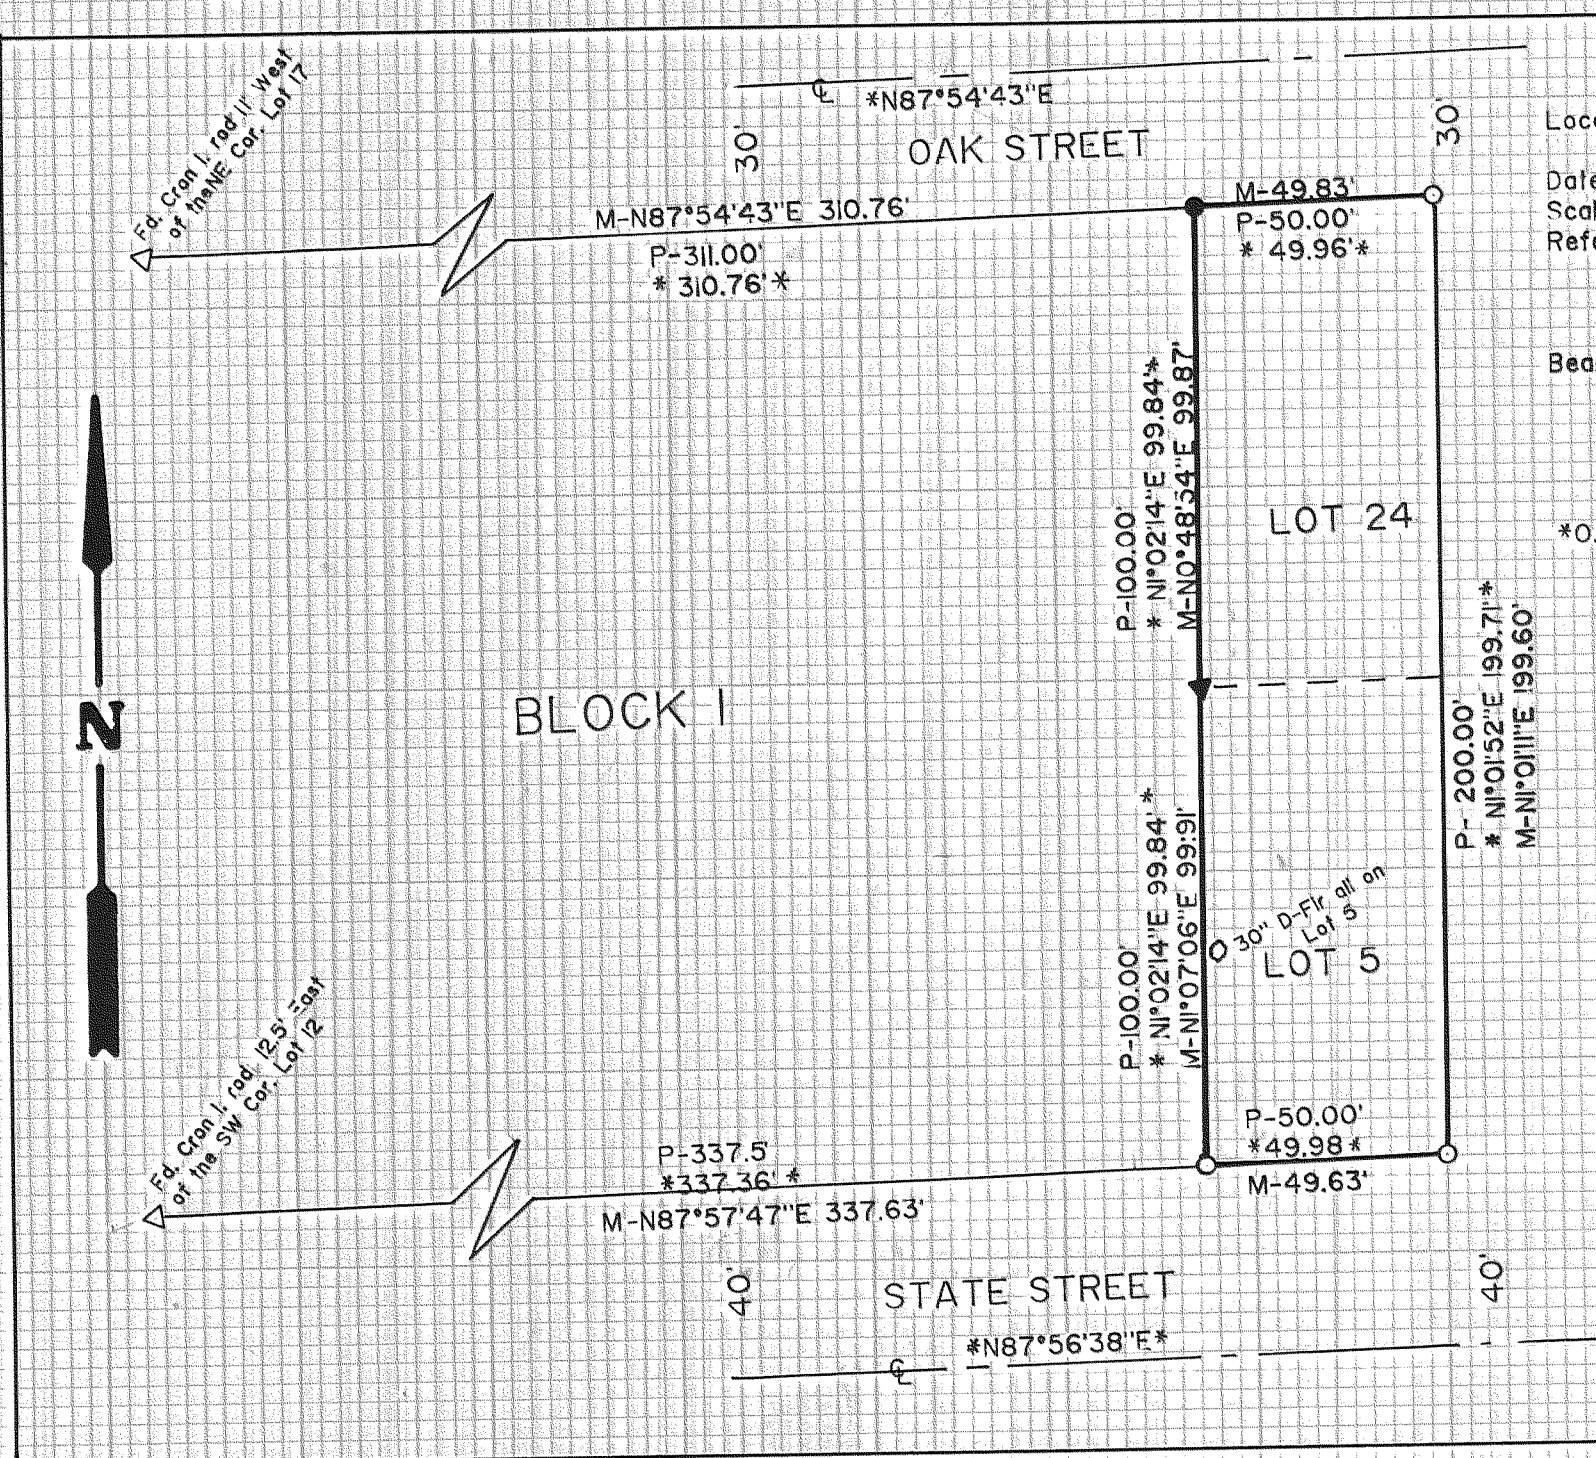 Fd. Cron I. rod 11' West
of the NE Cor. Lot 17
℄ *N87°54'43"E
OAK STREET
30'
30'
Loc
Date
Scal
Refe
Bea
*O.
M-N87°54'43"E 310.76'
P-311.00'
* 310.76' *
M-49.83'
P-50.00'
* 49.96' *
P-100.00'
* N1°02'14"E 99.84' *
M-N0°48'54"E 99.87'
LOT 24
N
BLOCK 1
P- 200.00'
* N1°01'52"E 199.71' *
M-N1°01'11"E 199.60'
P-100.00'
* N1°02'14"E 99.84' *
M-N1°07'06"E 99.91'
30" D-Fir all on
Lot 5
LOT 5
Fd. Cron I. rod 12.5' East
of the SW Cor. Lot 12
P-337.5'
*337.36' *
M-N87°57'47"E 337.63'
P-50.00'
*49.98 *
M-49.63'
40'
STATE STREET
40'
*N87°56'38"E*
℄